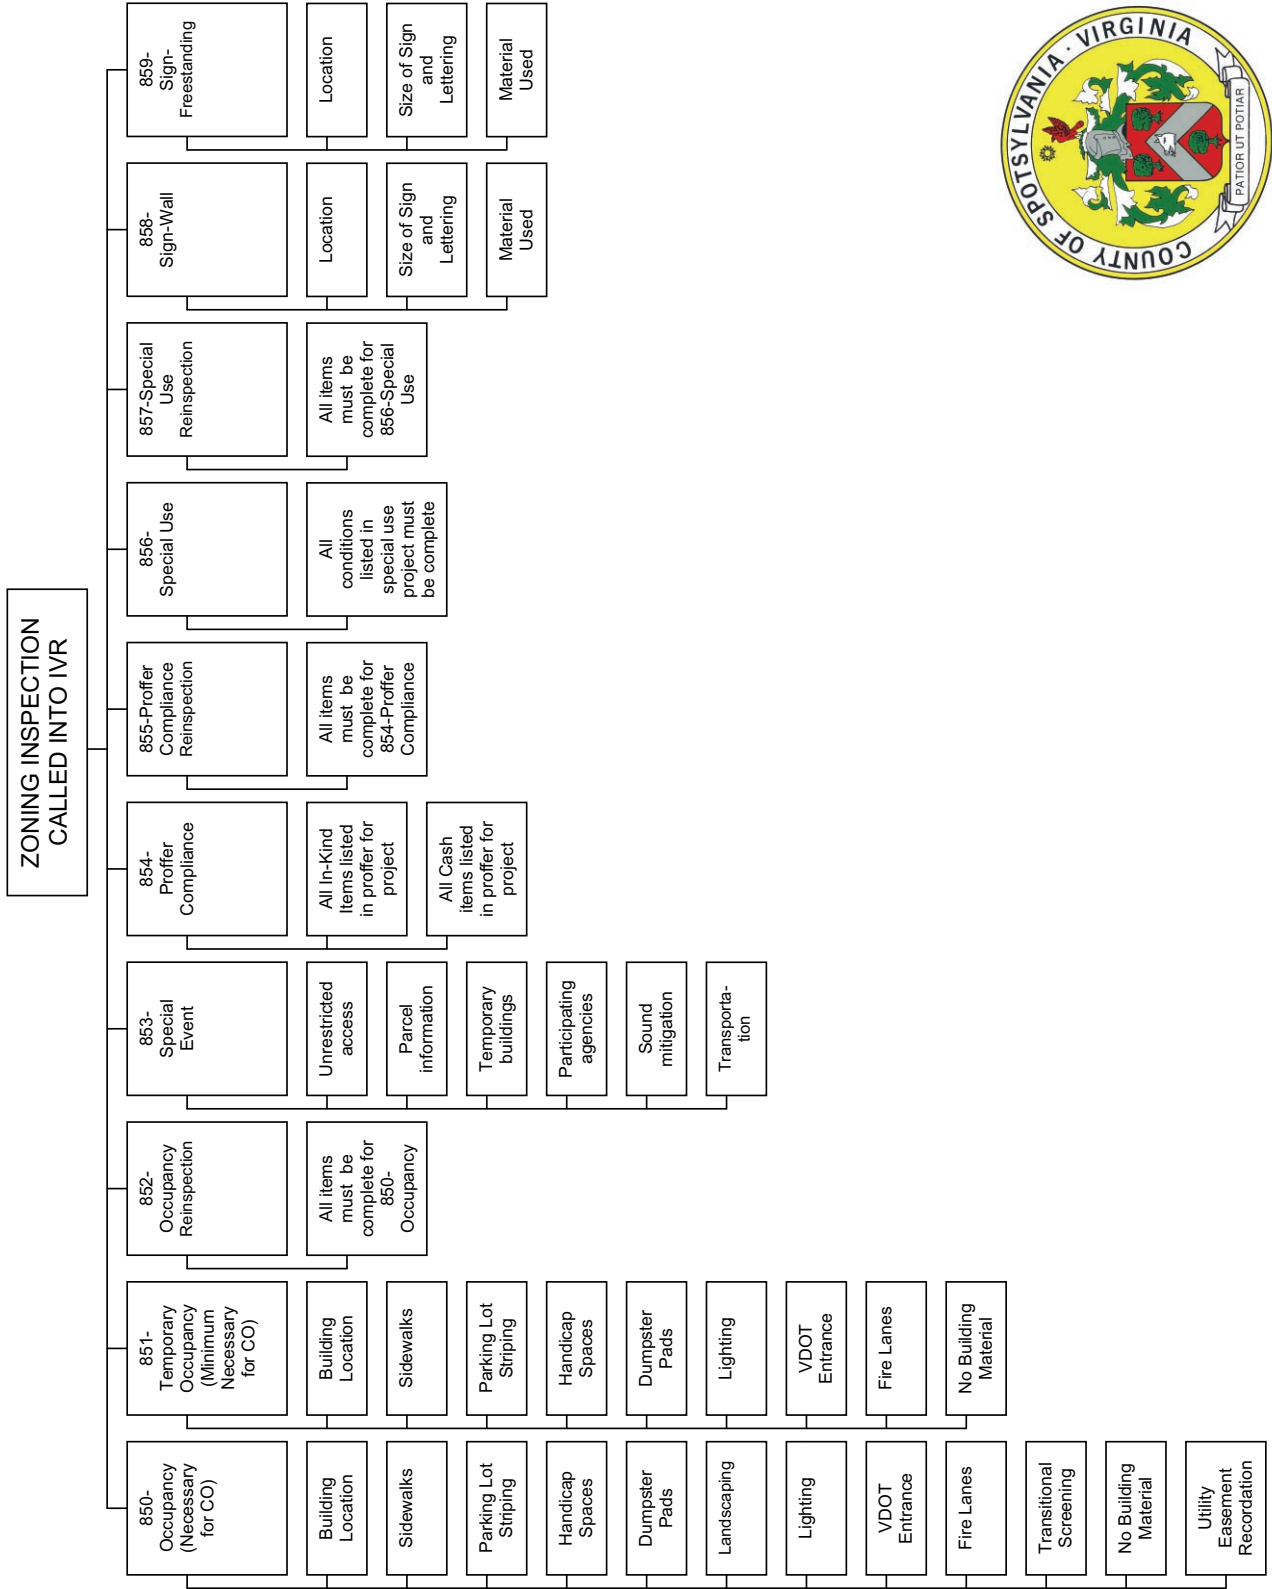 ZONING INSPECTION
CALLED INTO IVR
850-
Occupancy
(Necessary
for CO)
Building
Location
Sidewalks
Parking Lot
Striping
Handicap
Spaces
Dumpster
Pads
Landscaping
Lighting
VDOT
Entrance
Fire Lanes
Transitional
Screening
No Building
Material
Utility
Easement
Recordation
851-
Temporary
Occupancy
(Minimum
Necessary
for CO)
Building
Location
Sidewalks
Parking Lot
Striping
Handicap
Spaces
Dumpster
Pads
Lighting
VDOT
Entrance
Fire Lanes
No Building
Material
852-
Occupancy
Reinspection
All items
must be
complete for
850-
Occupancy
853-
Special
Event
Unrestricted
access
Parcel
information
Temporary
buildings
Participating
agencies
Sound
mitigation
Transporta-
tion
854-
Proffer
Compliance
All In-Kind
Items listed
in proffer for
project
All Cash
items listed
in proffer for
project
855-Proffer
Compliance
Reinspection
All items
must be
complete for
854-Proffer
Compliance
856-
Special Use
All
conditions
listed in
special use
project must
be complete
857-Special
Use
Reinspection
All items
must be
complete for
856-Special
Use
858-
Sign-Wall
Location
Size of Sign
and
Lettering
Material
Used
859-
Sign-
Freestanding
Location
Size of Sign
and
Lettering
Material
Used
COUNTY OF SPOTSYLVANIA · VIRGINIA
PATIOR UT POTIAR